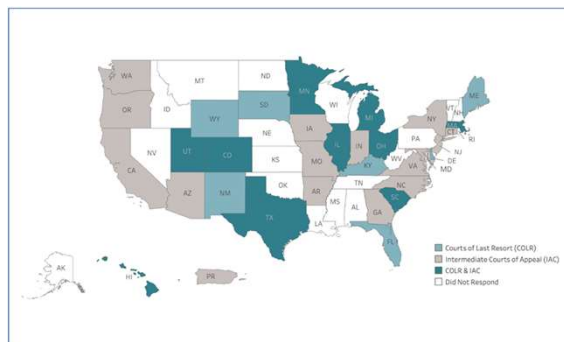 WA
MT
ND
MN
ME
OR
ID
SD
WI
MI
VT
NH
NY
WY
IA
NE
PA
RI
NV
UT
CO
IL
IN
OH
NJ
CA
KS
MO
KY
WV
VA
DE
MD
AZ
NM
OK
AR
TN
NC
SC
TX
LA
MS
AL
GA
FL
AK
HI
PR
Courts of Last Resort (COLR)
Intermediate Courts of Appeal (IAC)
COLR & IAC
Did Not Respond